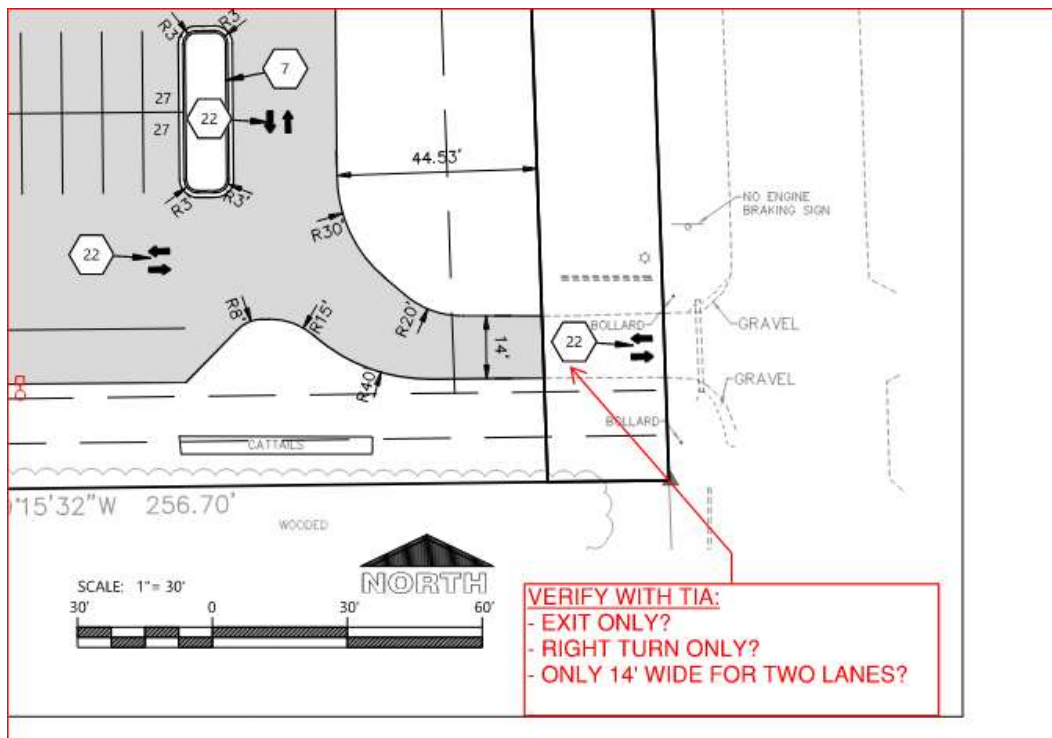 R3'
R3'
7
27
22
27
44.53'
NO ENGINE
BRAKING SIGN
R3'
R3'
R30'
22
R8'
R15'
R20'
14'
BOLLARD
22
GRAVEL
R40'
GRAVEL
BOLLARD
CATTAILS
15'32"W 256.70'
WOODED
NORTH
SCALE: 1"= 30'
30' 0 30' 60'
VERIFY WITH TIA:
- EXIT ONLY?
- RIGHT TURN ONLY?
- ONLY 14' WIDE FOR TWO LANES?